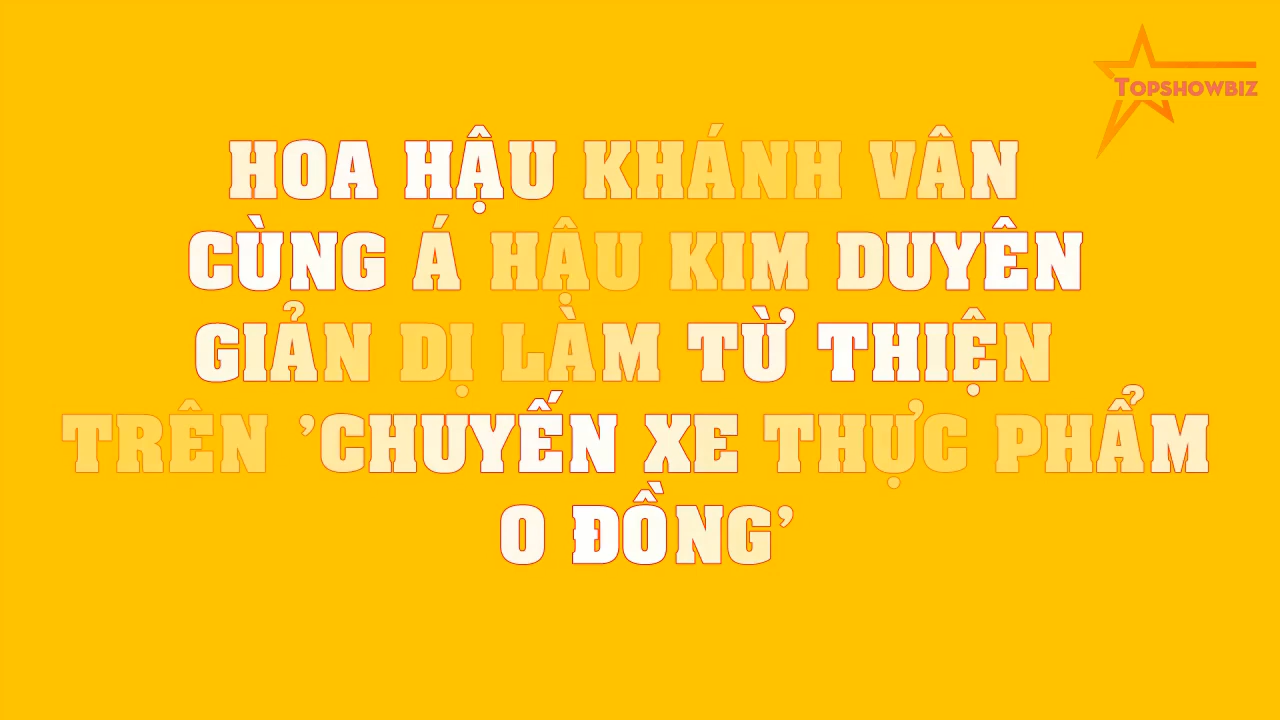 TOPSHOWBIZ
HOA HẬU KHÁNH VÂN
CÙNG Á HẬU KIM DUYÊN
GIẢN DỊ LÀM TỪ THIỆN
TRÊN ’CHUYẾN XE THỰC PHẨM
0 ĐỒNG’